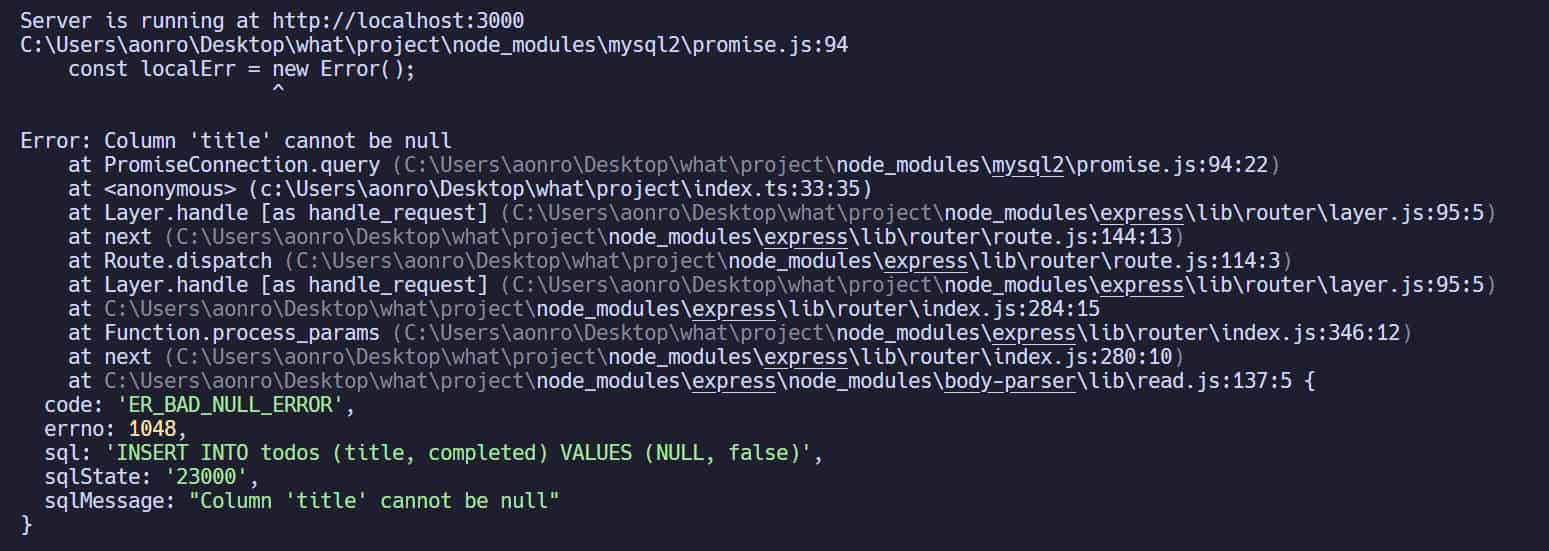 Server is running at http://localhost:3000
C:\Users\aonro\Desktop\what\project\node_modules\mysql2\promise.js:94
    const localErr = new Error();
                     ^
Error: Column 'title' cannot be null
    at PromiseConnection.query (C:\Users\aonro\Desktop\what\project\node_modules\mysql2\promise.js:94:22)
    at <anonymous> (c:\Users\aonro\Desktop\what\project\index.ts:33:35)
    at Layer.handle [as handle_request] (C:\Users\aonro\Desktop\what\project\node_modules\express\lib\router\layer.js:95:5)
    at next (C:\Users\aonro\Desktop\what\project\node_modules\express\lib\router\route.js:144:13)
    at Route.dispatch (C:\Users\aonro\Desktop\what\project\node_modules\express\lib\router\route.js:114:3)
    at Layer.handle [as handle_request] (C:\Users\aonro\Desktop\what\project\node_modules\express\lib\router\layer.js:95:5)
    at C:\Users\aonro\Desktop\what\project\node_modules\express\lib\router\index.js:284:15
    at Function.process_params (C:\Users\aonro\Desktop\what\project\node_modules\express\lib\router\index.js:346:12)
    at next (C:\Users\aonro\Desktop\what\project\node_modules\express\lib\router\index.js:280:10)
    at C:\Users\aonro\Desktop\what\project\node_modules\express\node_modules\body-parser\lib\read.js:137:5 {
  code: 'ER_BAD_NULL_ERROR',
  errno: 1048,
  sql: 'INSERT INTO todos (title, completed) VALUES (NULL, false)',
  sqlState: '23000',
  sqlMessage: "Column 'title' cannot be null"
}